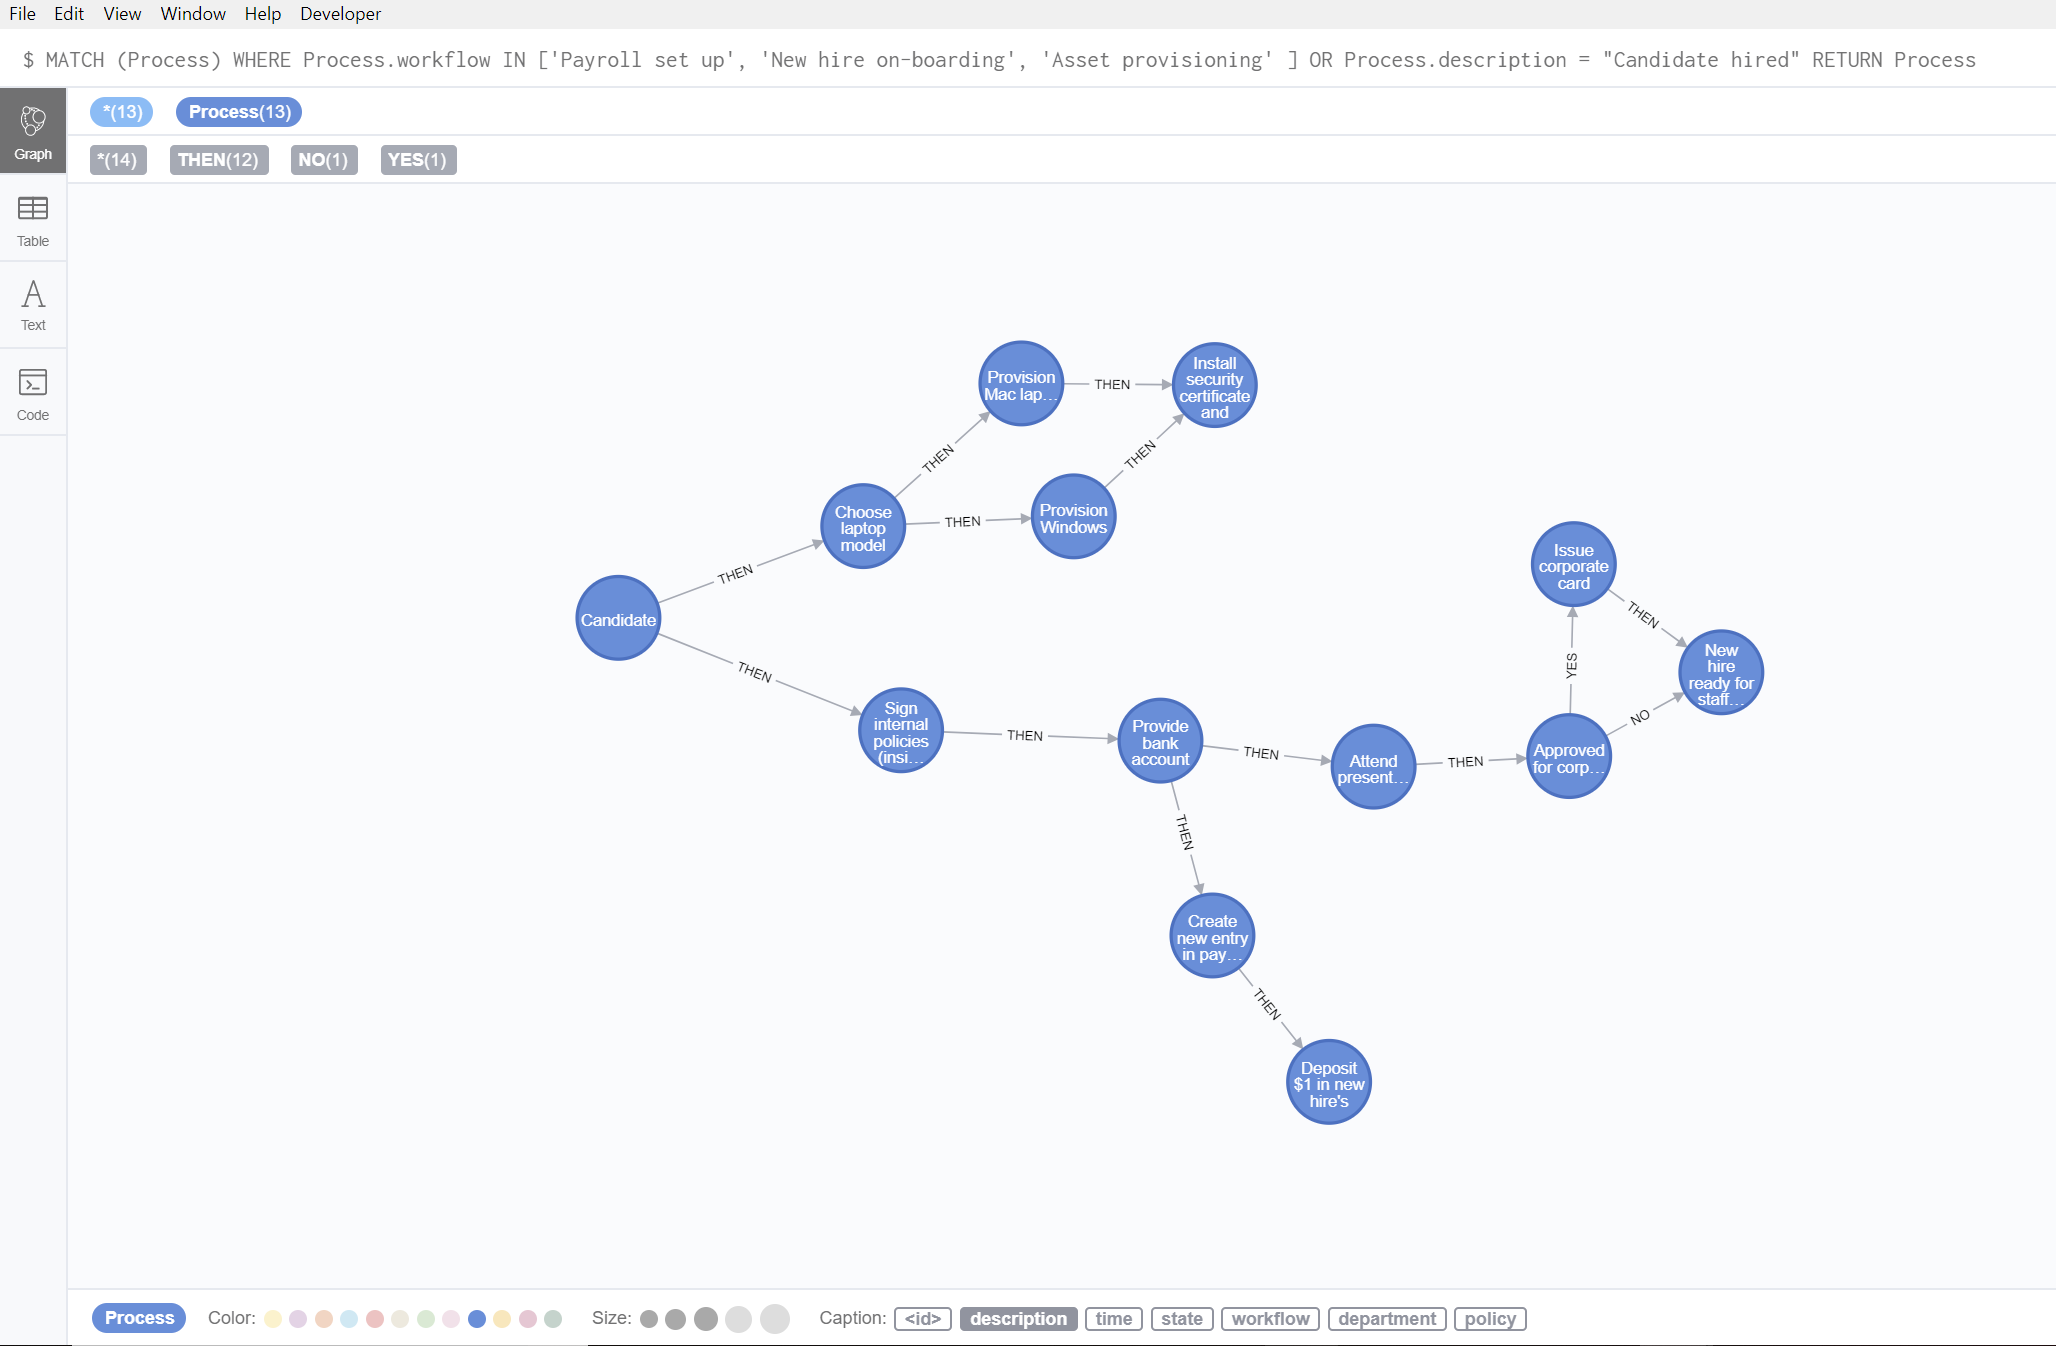 File Edit View Window Help Developer
$ MATCH (Process) WHERE Process.workflow IN ['Payroll set up', 'New hire on-boarding', 'Asset provisioning' ] OR Process.description = "Candidate hired" RETURN Process
*(13) Process(13)
*(14) THEN(12) NO(1) YES(1)
Graph
Table
Text
Code
Provision
Mac lap...
THEN
Install
security
certificate
and
THEN
THEN
Choose
laptop
model
THEN
Provision
Windows
THEN
Candidate
THEN
Sign
internal
policies
(insi...
THEN
Provide
bank
account
THEN
Attend
present...
THEN
Approved
for corp...
YES
NO
Issue
corporate
card
THEN
New
hire
ready for
staff...
THEN
Create
new entry
in pay...
THEN
Deposit
$1 in new
hire's
Process Color: Size: Caption: <id> description time state workflow department policy